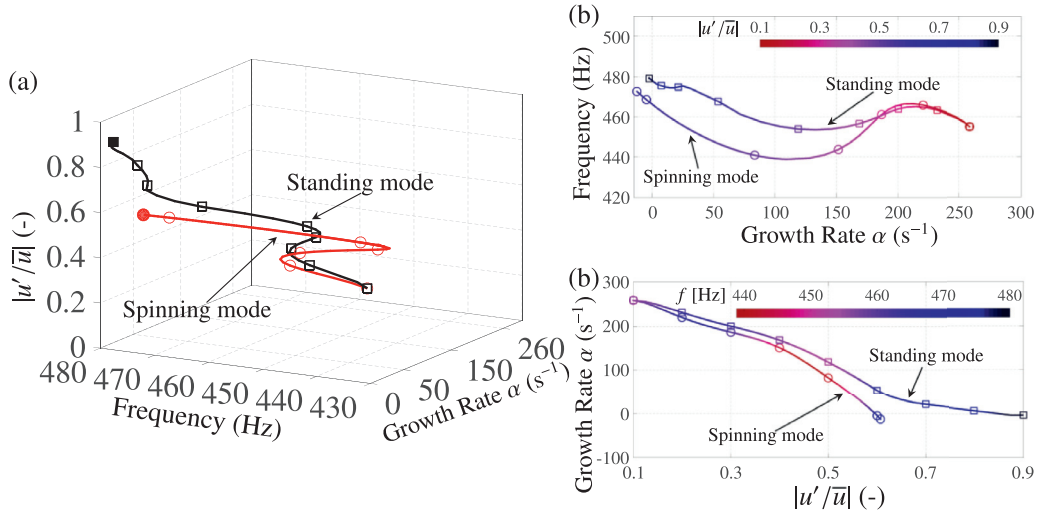 (a)
1
0.8
0.6
0.4
0.2
0
|u′/u̅| (-)
480 470 460 450 440 430
Frequency (Hz)
0 50 150 260
Growth Rate α (s⁻¹)
Standing mode
Spinning mode
(b)
|u′/u̅| 0.1 0.3 0.5 0.7 0.9
500
480
460
440
420
Frequency (Hz)
Standing mode
Spinning mode
0 50 100 150 200 250 300
Growth Rate α (s⁻¹)
(b)
f [Hz] 440 450 460 470 480
300
200
100
0
-100
Growth Rate α (s⁻¹)
Standing mode
Spinning mode
0.1 0.3 0.5 0.7 0.9
|u′/u̅| (-)